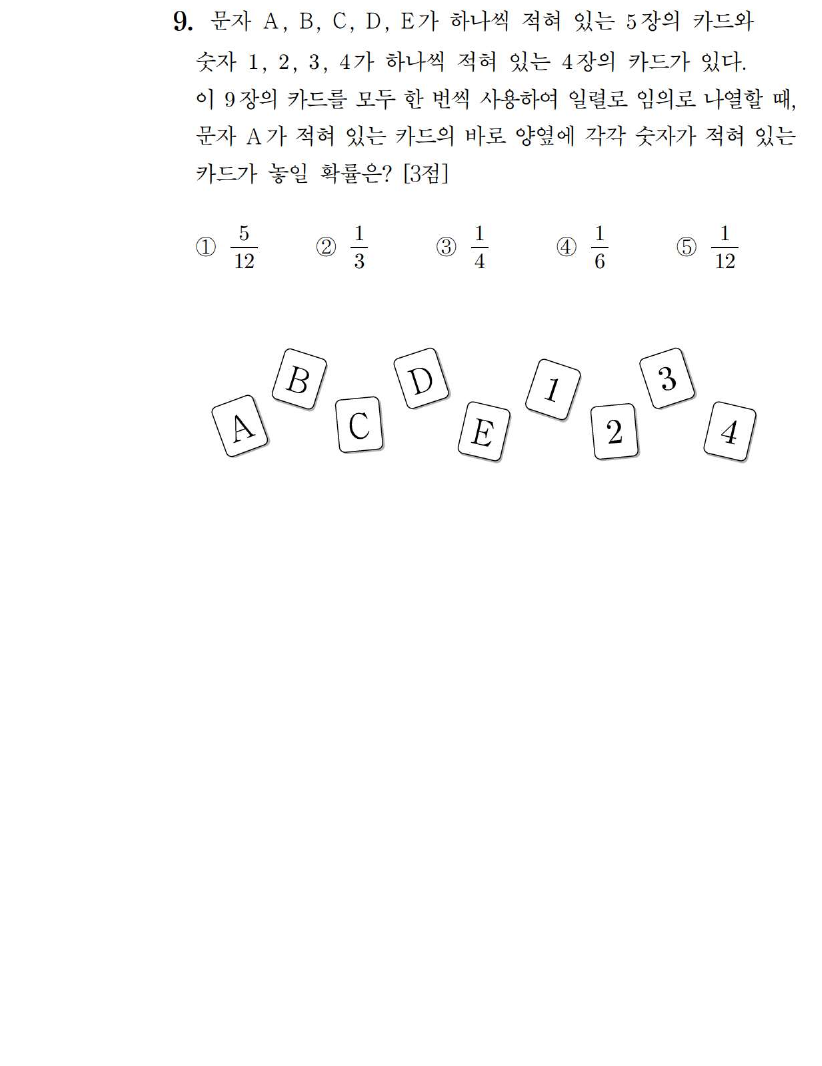 9. 문자 A, B, C, D, E가 하나씩 적혀 있는 5장의 카드와
숫자 1, 2, 3, 4가 하나씩 적혀 있는 4장의 카드가 있다.
이 9장의 카드를 모두 한 번씩 사용하여 일렬로 임의로 나열할 때,
문자 A가 적혀 있는 카드의 바로 양옆에 각각 숫자가 적혀 있는
카드가 놓일 확률은? [3점]
① 5/12 ② 1/3 ③ 1/4 ④ 1/6 ⑤ 1/12
A B C D E 1 2 3 4